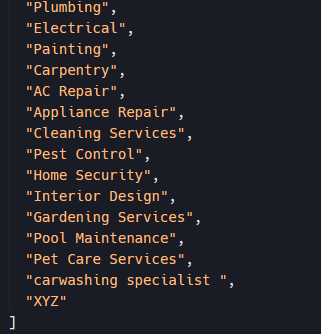 "Plumbing",
"Electrical",
"Painting",
"Carpentry",
"AC Repair",
"Appliance Repair",
"Cleaning Services",
"Pest Control",
"Home Security",
"Interior Design",
"Gardening Services",
"Pool Maintenance",
"Pet Care Services",
"carwashing specialist ",
"XYZ"
]